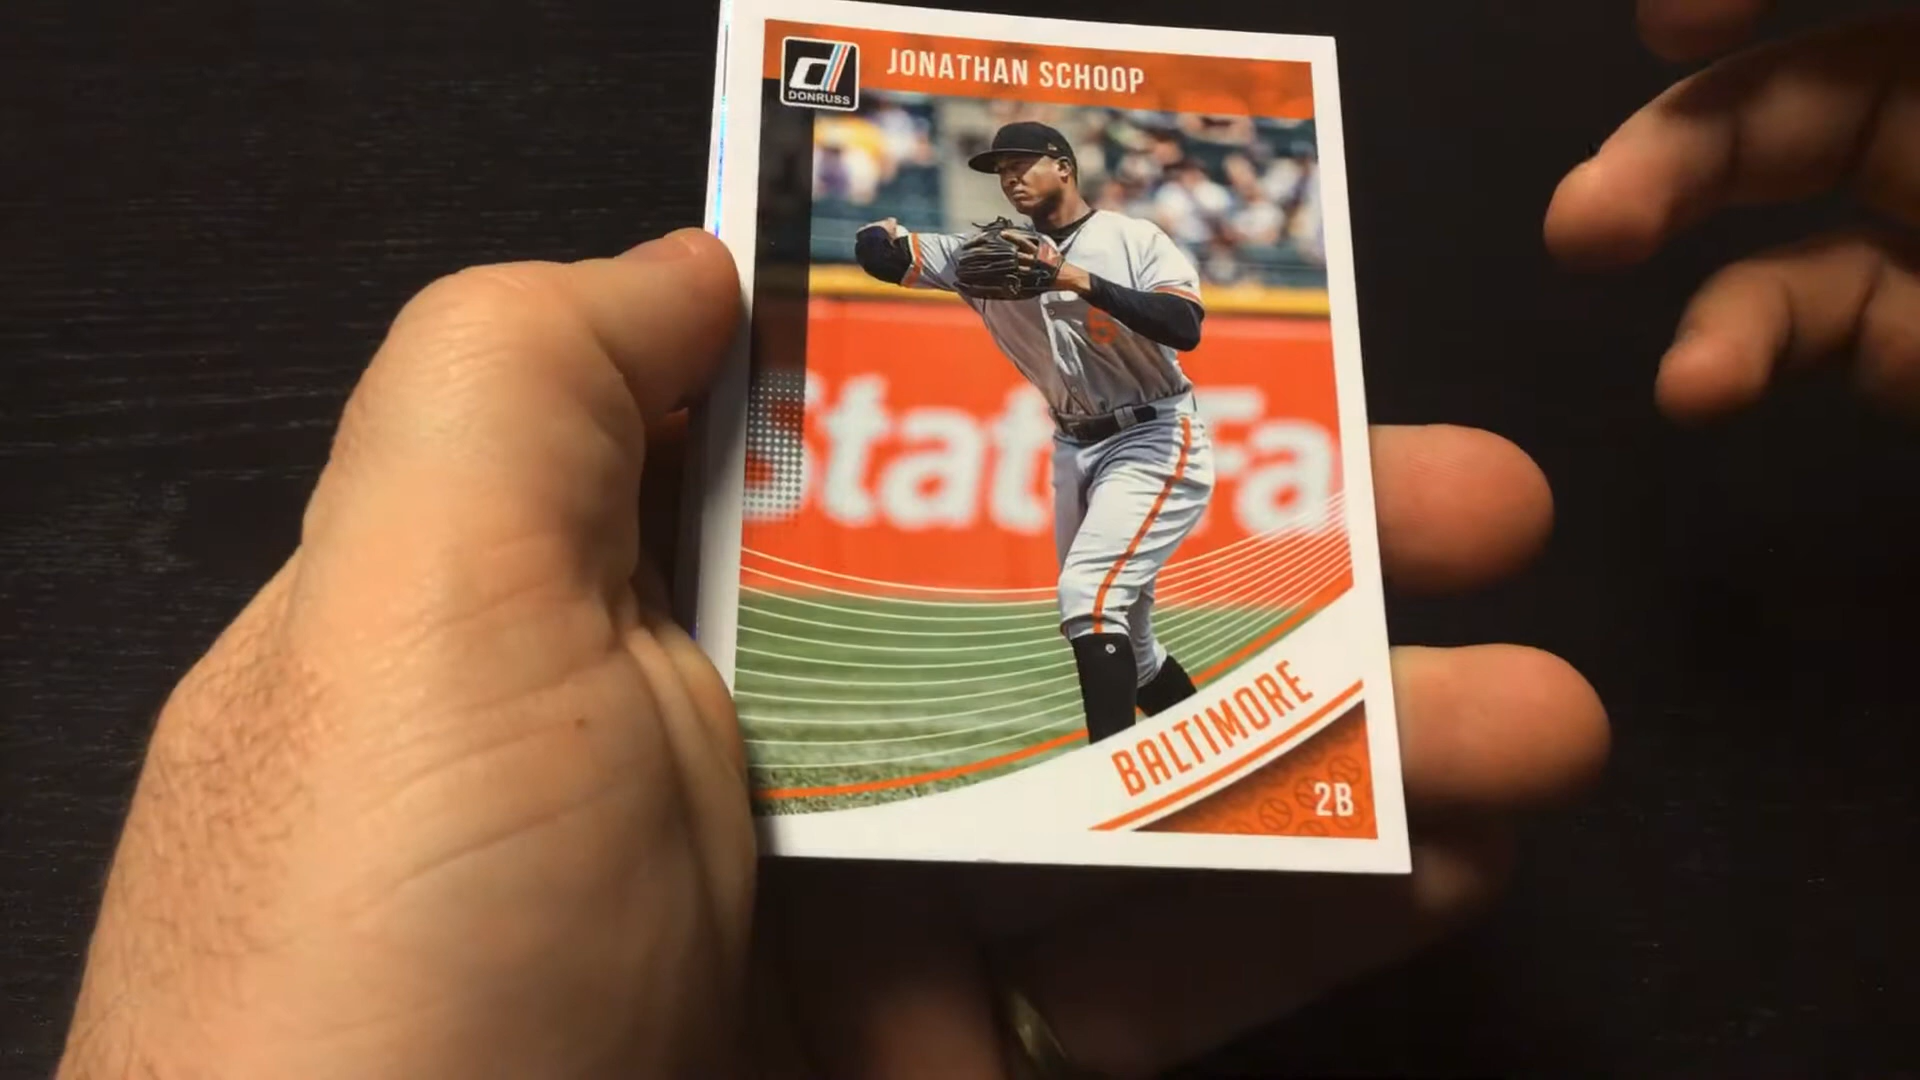 DONRUSS
JONATHAN SCHOOP
State Fa
BALTIMORE
2B